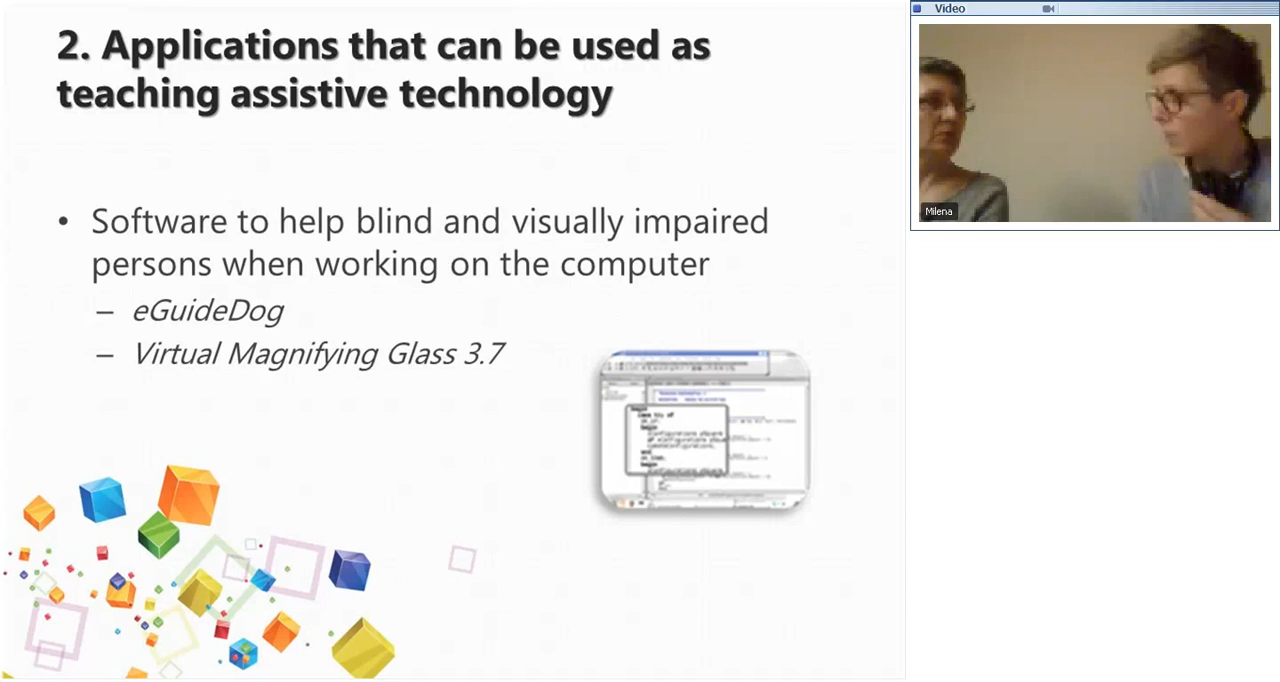 2. Applications that can be used as
teaching assistive technology
• Software to help blind and visually impaired
persons when working on the computer
– eGuideDog
– Virtual Magnifying Glass 3.7
Video
Milena